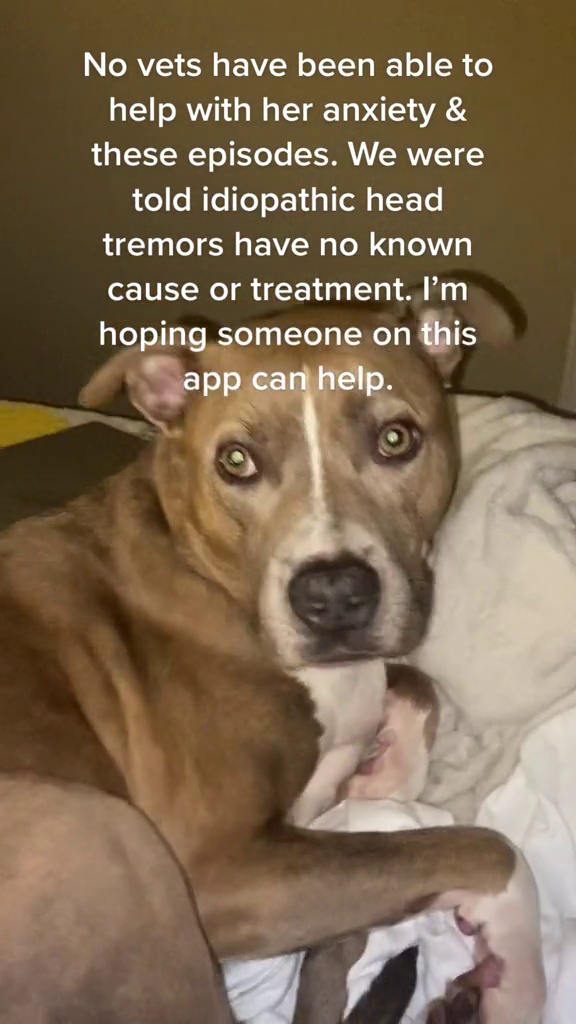 No vets have been able to
help with her anxiety &
these episodes. We were
told idiopathic head
tremors have no known
cause or treatment. I’m
hoping someone on this
app can help.